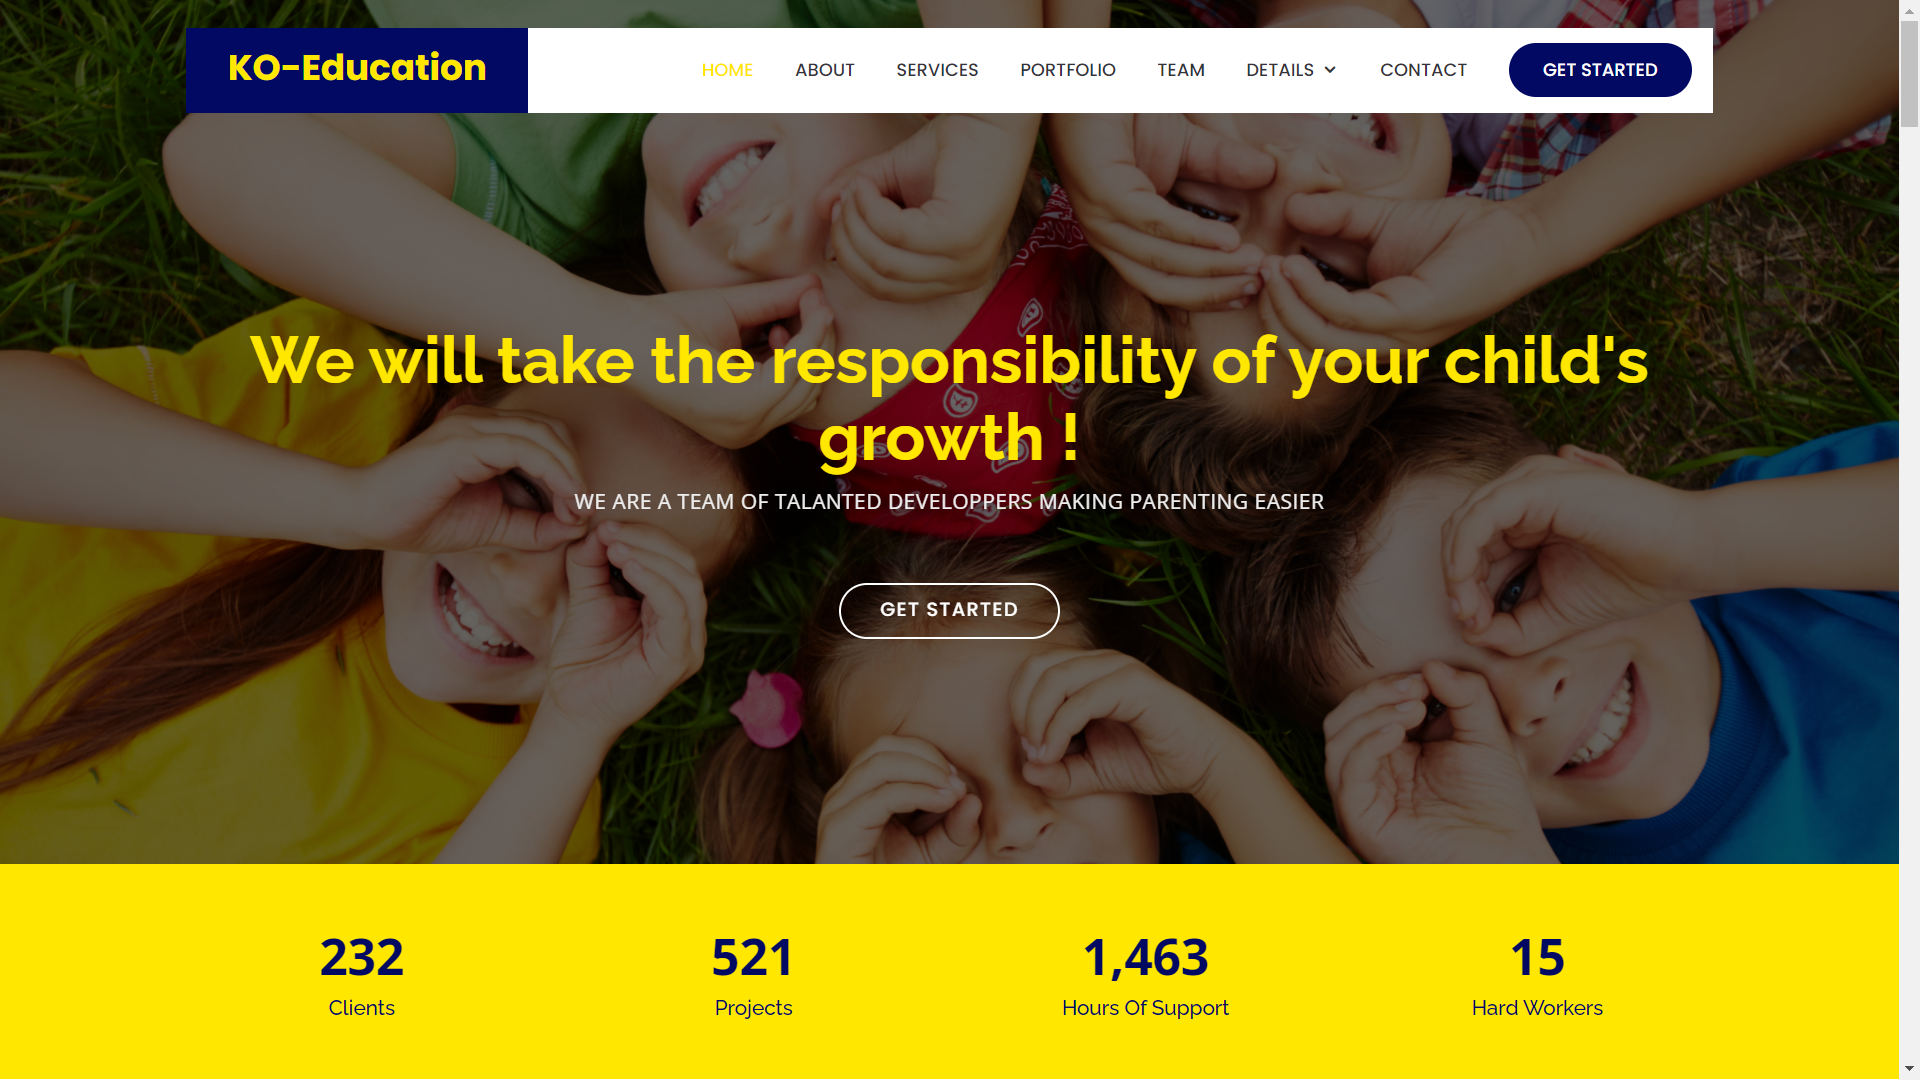 KO-Education
HOME ABOUT SERVICES PORTFOLIO TEAM DETAILS CONTACT GET STARTED
We will take the responsibility of your child's
growth !
WE ARE A TEAM OF TALANTED DEVELOPPERS MAKING PARENTING EASIER
GET STARTED
232 521 1,463 15
Clients Projects Hours Of Support Hard Workers